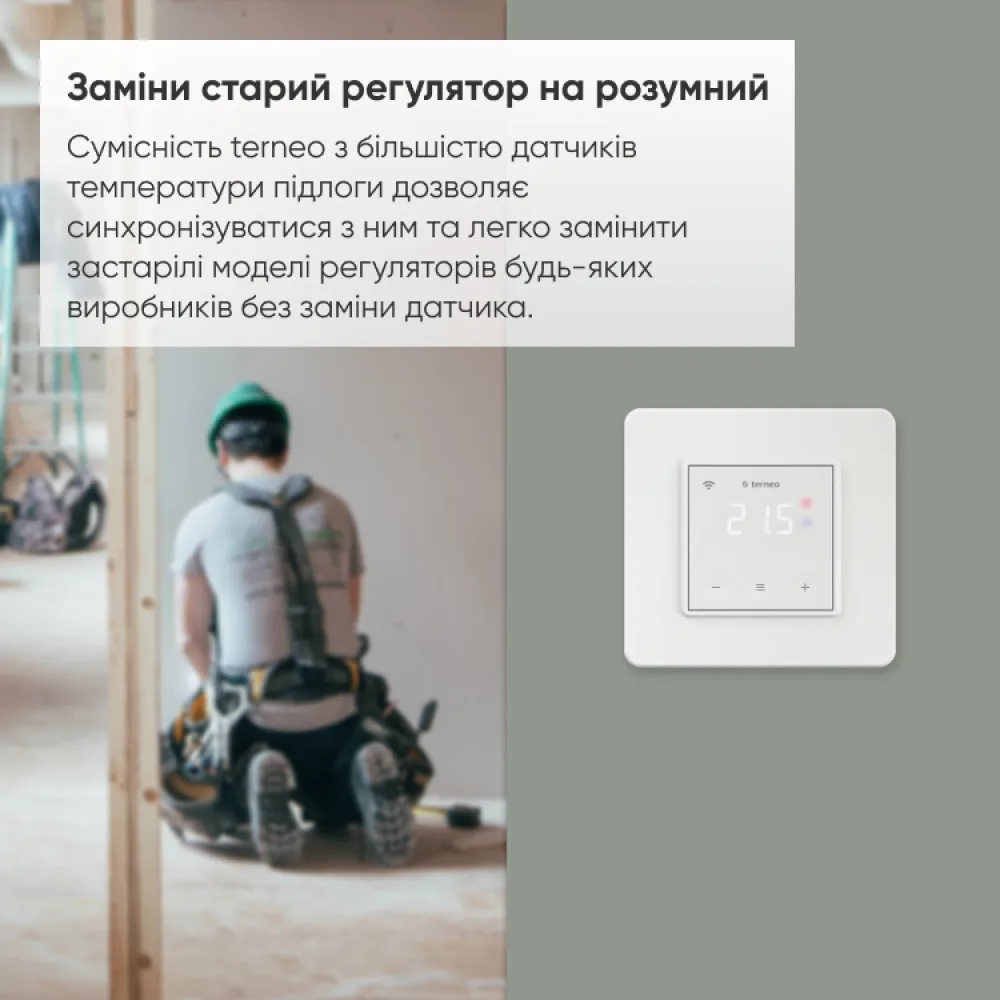 Заміни старий регулятор на розумний
Сумісність terneo з більшістю датчиків
температури підлоги дозволяє
синхронізуватися з ним та легко замінити
застарілі моделі регуляторів будь-яких
виробників без заміни датчика.
terneo
21.5